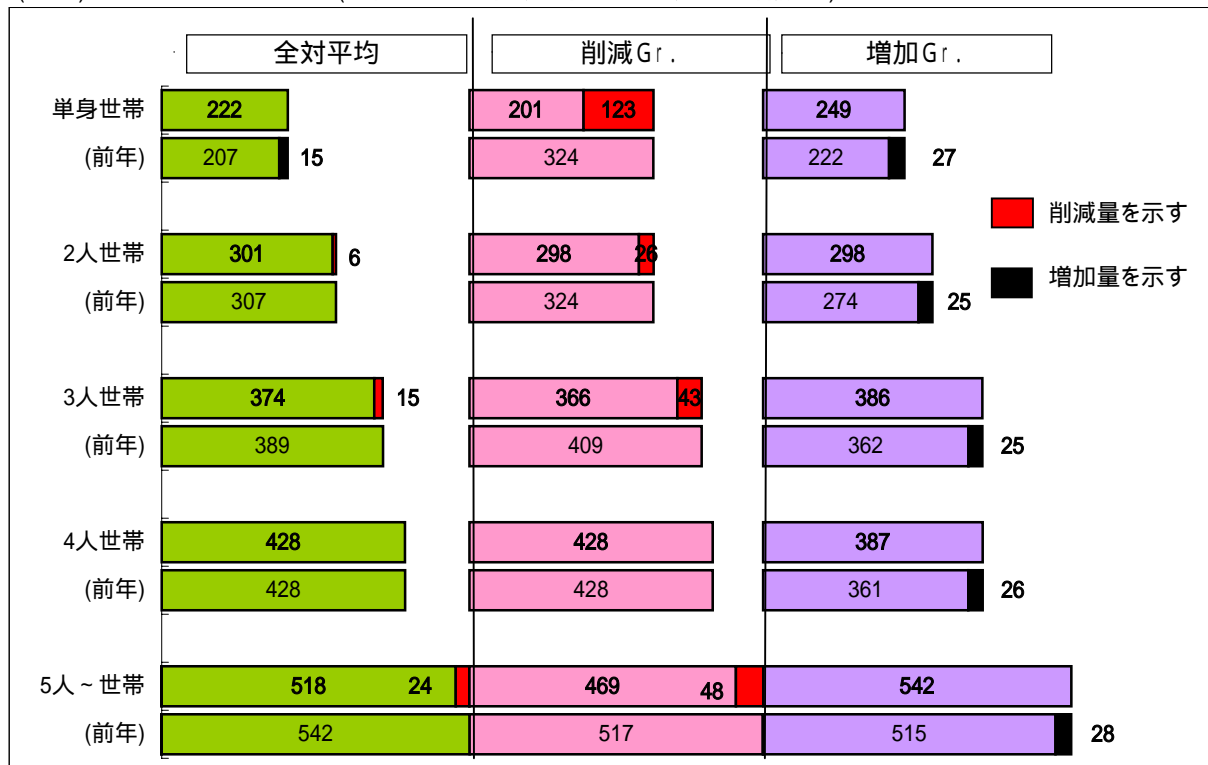 全対平均 削減Gr. 増加Gr.
単身世帯 222 201 123 249
(前年) 207 15 324 222 27
削減量を示す
2人世帯 301 6 298 26 298
増加量を示す
(前年) 307 324 274 25
3人世帯 374 15 366 43 386
(前年) 389 409 362 25
4人世帯 428 428 387
(前年) 428 428 361 26
5人~世帯 518 24 469 48 542
(前年) 542 517 515 28